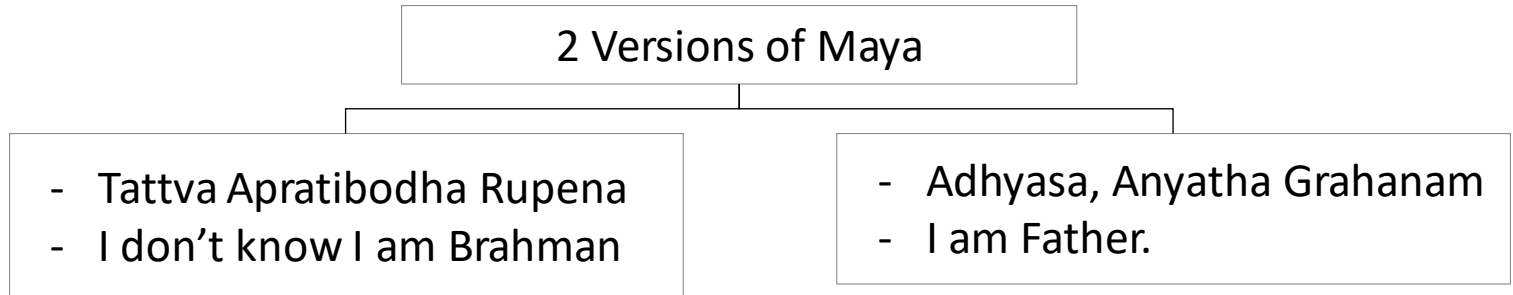 2 Versions of Maya
- Tattva Apratibodha Rupena
- I don’t know I am Brahman
- Adhyasa, Anyatha Grahanam
- I am Father.